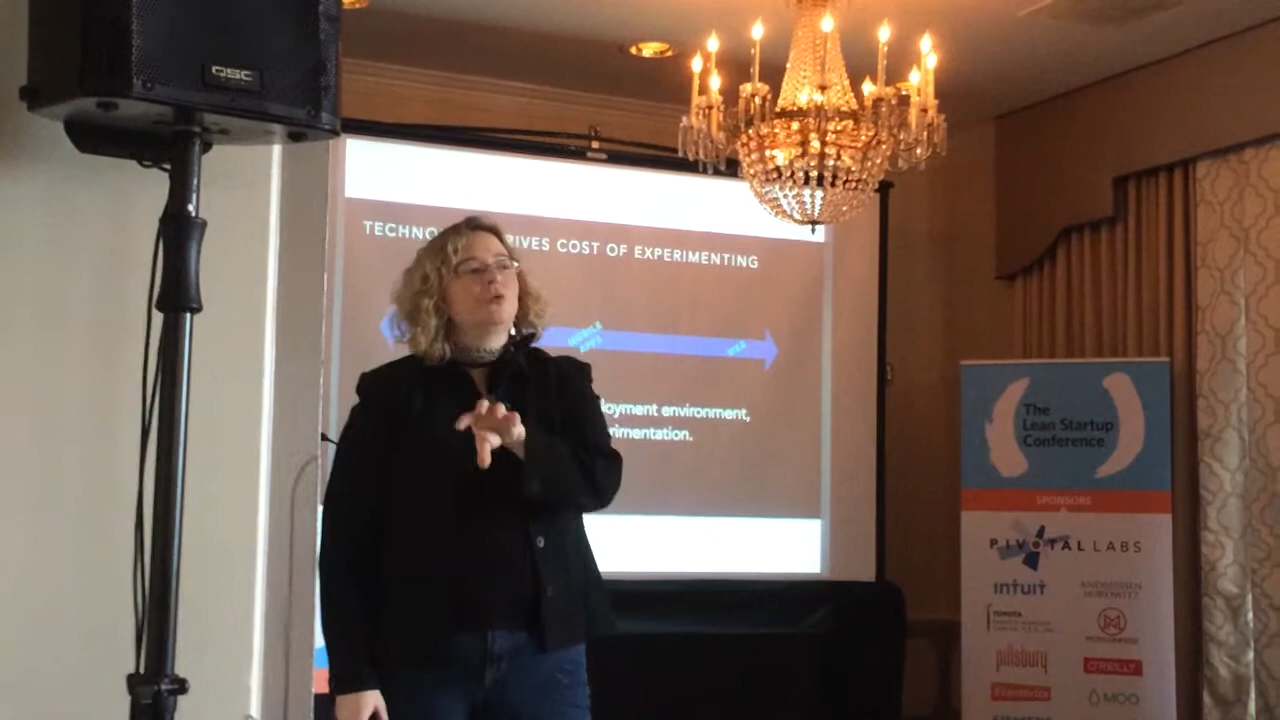 QSC
TECHNO RIVES COST OF EXPERIMENTING
MOBILE
APPS
WEB
loyment environment,
rimentation.
The
Lean Startup
Conference
SPONSORS
PIVOTAL LABS
intuit
ANDREESSEN
HOROWITZ
TOYOTA
pillsbury
O'REILLY
Eventbrite
MOO